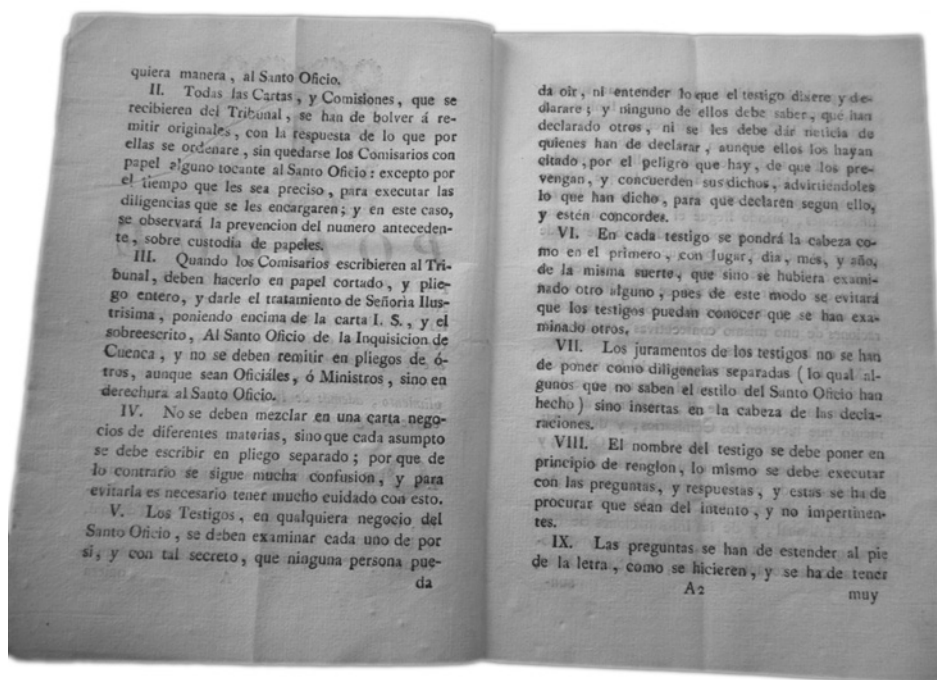 quiera manera, al Santo Oficio.
II. Todas las Cartas, y Comisiones, que se
recibieren del Tribunal, se han de bolver á re-
mitir originales, con la respuesta de lo que por
ellas se ordenare, sin quedarse los Comisarios con
papel alguno tocante al Santo Oficio: excepto por
el tiempo que les sea preciso, para executar las
diligencias que se les encargaren; y en este caso,
se observará la prevencion del numero anteceden-
te, sobre custodia de papeles.
III. Quando los Comisarios escribieren al Tri-
bunal, deben hacerlo en papel cortado, y plie-
go entero, y darle el tratamiento de Señoria Ilus-
trisima, poniendo encima de la carta I. S., y el
sobreescrito, Al Santo Oficio de la Inquisicion de
Cuenca, y no se deben remitir en pliegos de ó-
tros, aunque sean Oficiáles, ó Ministros, sino en
derechura al Santo Oficio.
IV. No se deben mezclar en una carta nego-
cios de diferentes materias, sino que cada asumpto
se debe escribir en pliego separado; por que de
lo contrario se sigue mucha confusion, y para
evitarla es necesario tener mucho cuidado con esto.
V. Los Testigos, en qualquiera negocio del
Santo Oficio, se deben examinar cada uno de por
si, y con tal secreto, que ninguna persona pue-
da
da oir, ni entender lo que el testigo dixere y de-
clarare; y ninguno de ellos debe saber, que han
declarado otros, ni se les debe dár noticia de
quienes han de declarar, aunque ellos los hayan
citado, por el peligro que hay, de que los pre-
vengan, y concuerden sus dichos, advirtiéndoles
lo que han dicho, para que declaren segun ello,
y estén concordes.
VI. En cada testigo se pondrá la cabeza co-
mo en el primero, con lugar, dia, mes, y año,
de la misma suerte, que sino se hubiera exami-
nado otro alguno; pues de este modo se evitará
que los testigos puedan conocer que se han exa-
minado otros.
VII. Los juramentos de los testigos no se han
de poner como diligencias separadas (lo qual al-
gunos que no saben el estilo del Santo Oficio han
hecho) sino insertas en la cabeza de las decla-
raciones.
VIII. El nombre del testigo se debe poner en
principio de renglon, lo mismo se debe executar
con las preguntas, y respuestas, y estas se ha de
procurar que sean del intento, y no impertinen-
tes.
IX. Las preguntas se han de estender al pie
de la letra, como se hicieren, y se ha de tener
A2
muy